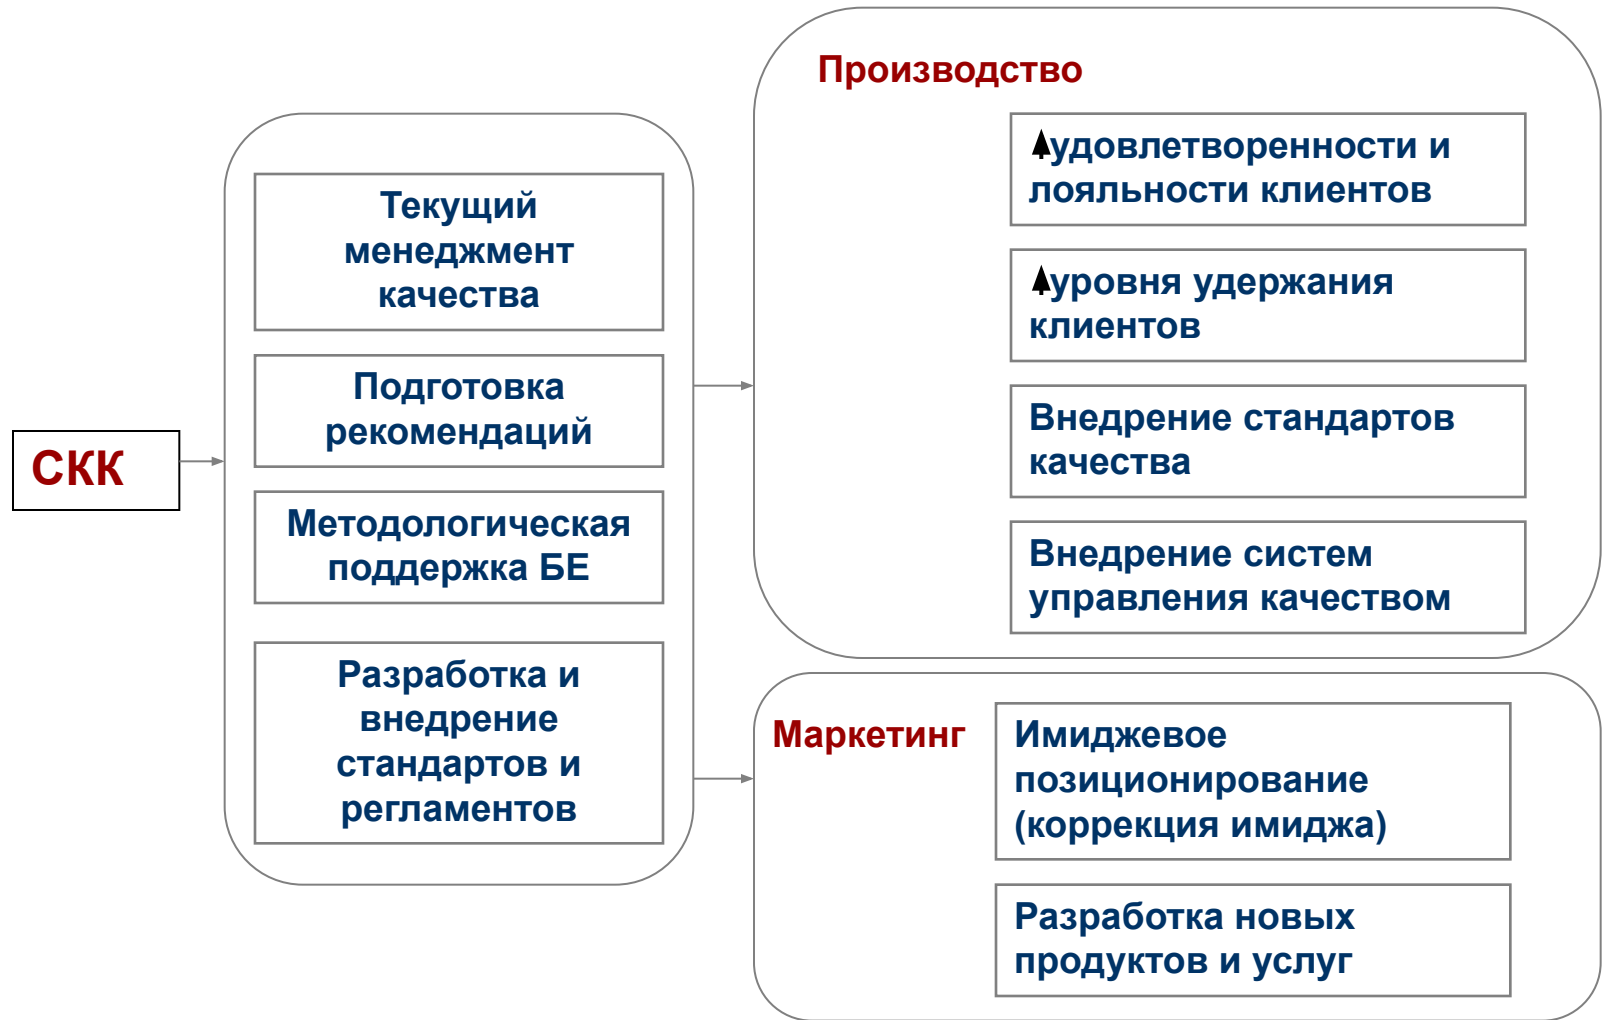 СКК
Текущий
менеджмент
качества
Подготовка
рекомендаций
Методологическая
поддержка БЕ
Разработка и
внедрение
стандартов и
регламентов
Производство
удовлетворенности и
лояльности клиентов
уровня удержания
клиентов
Внедрение стандартов
качества
Внедрение систем
управления качеством
Маркетинг
Имиджевое
позиционирование
(коррекция имиджа)
Разработка новых
продуктов и услуг